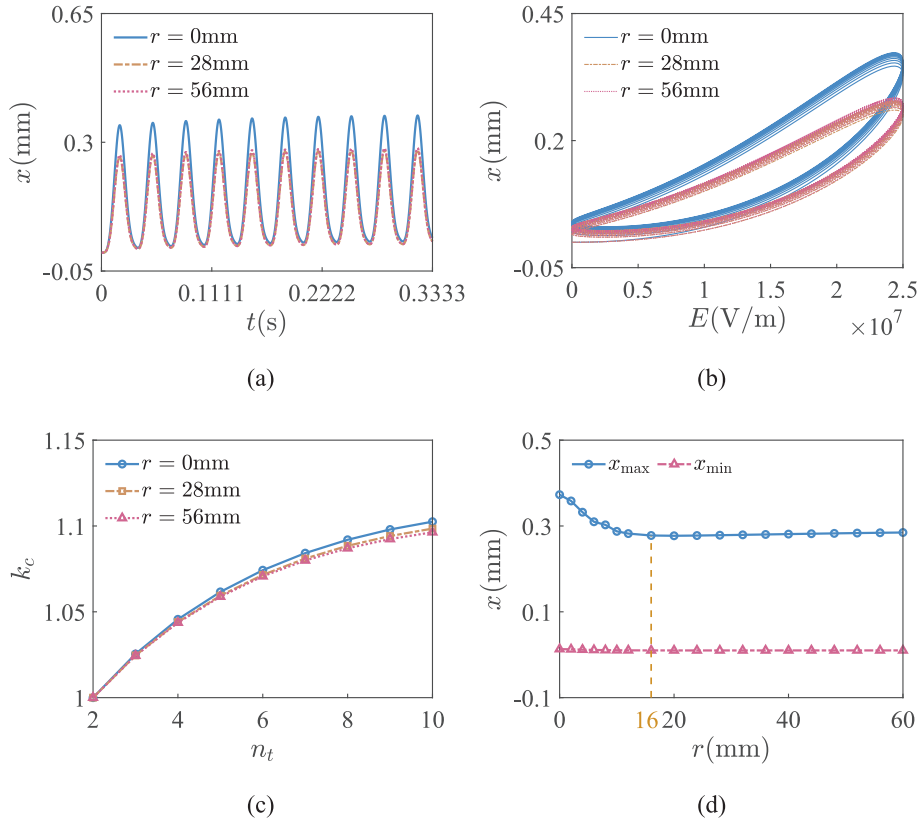 0.65
r = 0mm
r = 28mm
r = 56mm
x(mm)
0.3
-0.05
0
0.1111
0.2222
0.3333
t(s)
(a)
0.45
r = 0mm
r = 28mm
r = 56mm
x(mm)
0.2
-0.05
0
0.5
1
1.5
2
2.5
E(V/m)
×10⁷
(b)
1.15
r = 0mm
r = 28mm
r = 56mm
1.10
k_c
1.05
1
2
4
6
8
10
n_t
(c)
0.5
x_max
x_min
0.3
x(mm)
0.1
-0.1
0
16
20
40
60
r(mm)
(d)